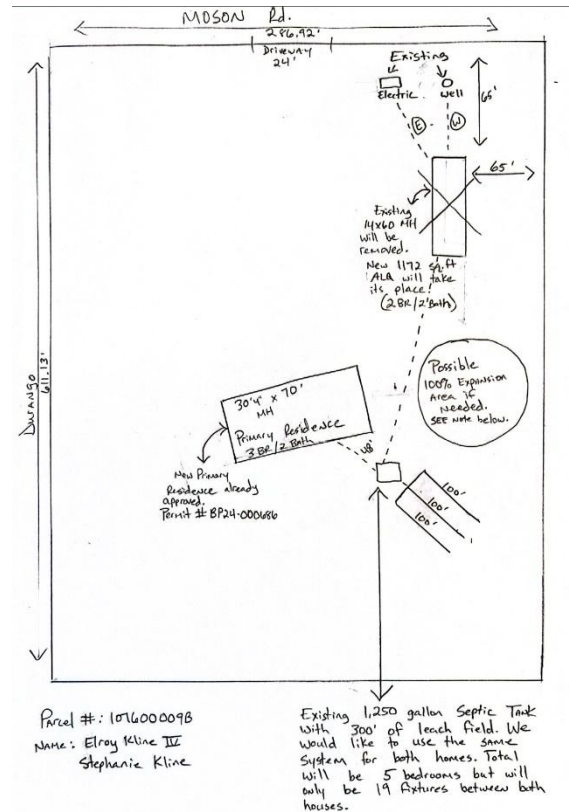 MOSON Rd.
286.92'
Driveway
24'
Existing
Electric
Well
E
W
65'
65'
Existing
14x60 MH
will be
removed.
New 1172 sq.ft
ALA will take
its place!
(2 BR/2 Bath)
Durango
611.13'
Possible
100% Expansion
Area if
Needed.
SEE Note below.
30'4" x 70'
MH
Primary Residence
3 BR/2 Bath
48'
New Primary
Residence already
approved.
Permit # BP24-000686
100'
100'
100'
Parcel #: 107600009B
Name: Elroy Kline IV
Stephanie Kline
Existing 1,250 gallon Septic Tank
with 300' of leach field. We
would like to use the same
System for both homes. Total
will be 5 bedrooms but will
only be 19 fixtures between both
houses.